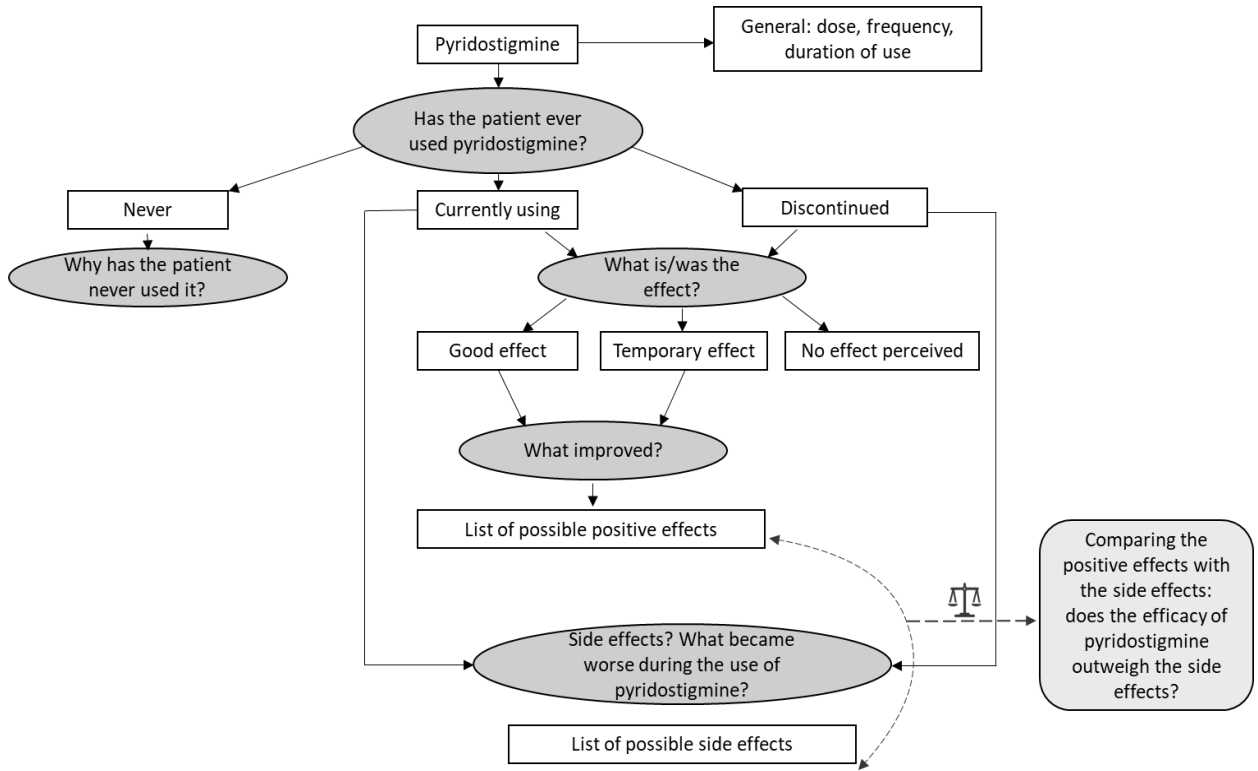 Pyridostigmine
General: dose, frequency,
duration of use
Has the patient ever
used pyridostigmine?
Never
Currently using
Discontinued
Why has the patient
never used it?
What is/was the
effect?
Good effect
Temporary effect
No effect perceived
What improved?
List of possible positive effects
Comparing the
positive effects with
the side effects:
does the efficacy of
pyridostigmine
outweigh the side
effects?
Side effects? What became
worse during the use of
pyridostigmine?
List of possible side effects